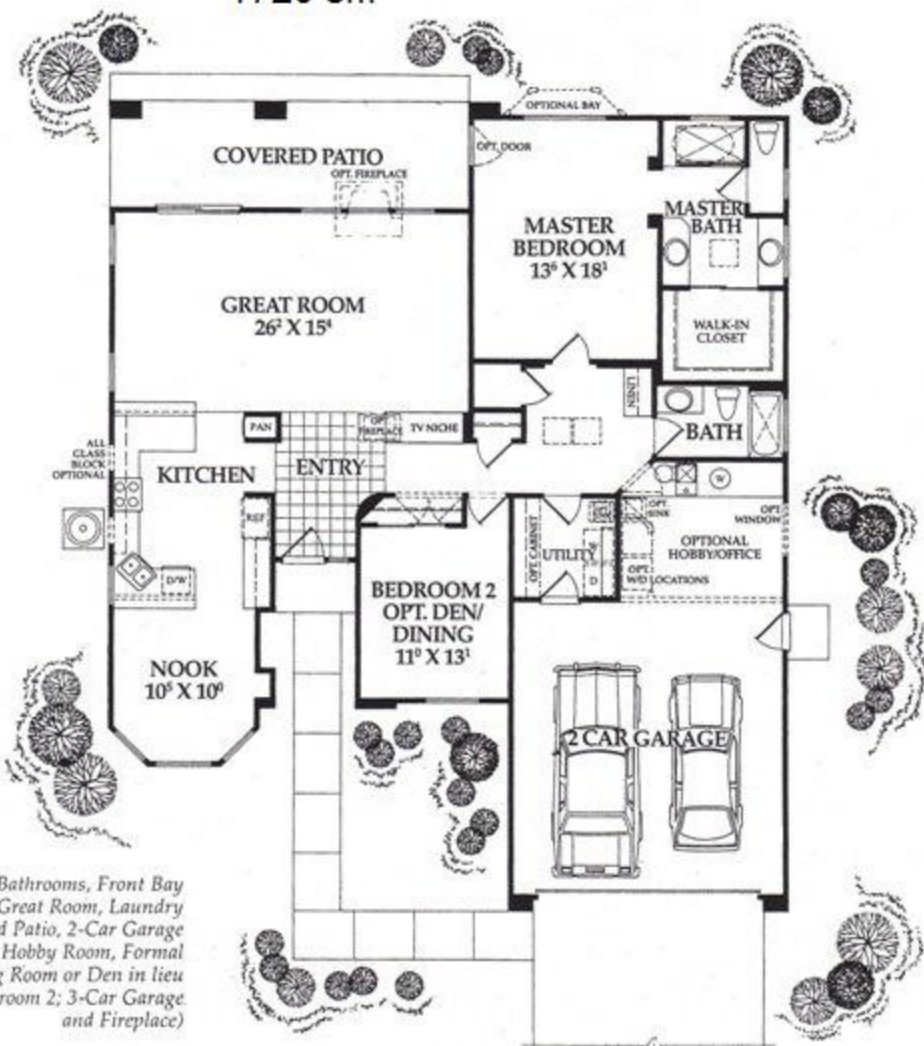 COVERED PATIO
OPT. FIREPLACE
OPTIONAL BAY
OPT. DOOR
MASTER
BEDROOM
13⁶ X 18¹
MASTER
BATH
GREAT ROOM
26² X 15⁴
WALK-IN
CLOSET
LINEN
BATH
PAN
OPT
FIREPLACE
TV NICHE
ALL
GLASS
BLOCK
OPTIONAL
KITCHEN
ENTRY
REF
D/W
NOOK
10⁵ X 10⁰
BEDROOM 2
OPT. DEN/
DINING
11⁰ X 13¹
OPT. CABINET
UTILITY
D
W
OPT.
SINK
OPT
WINDOW
OPTIONAL
HOBBY/OFFICE
OPT.
W/D LOCATIONS
2 CAR GARAGE
Bathrooms, Front Bay
Great Room, Laundry
d Patio, 2-Car Garage
Hobby Room, Formal
g Room or Den in lieu
room 2; 3-Car Garage
and Fireplace)